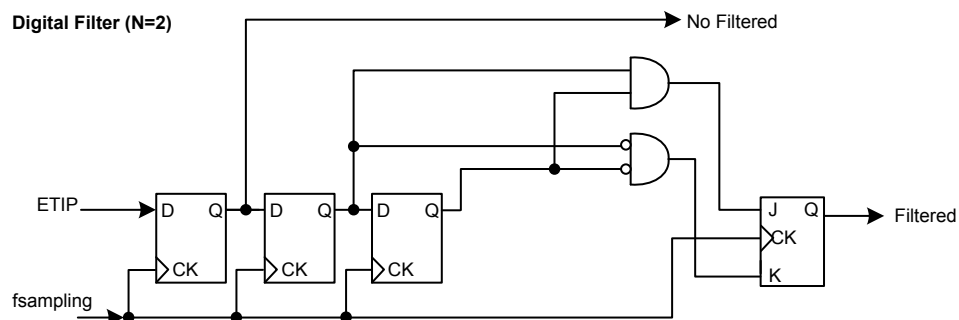 Digital Filter (N=2)
No Filtered
ETIP
D Q
D Q
D Q
CK
CK
CK
J Q
CK
K
Filtered
fsampling